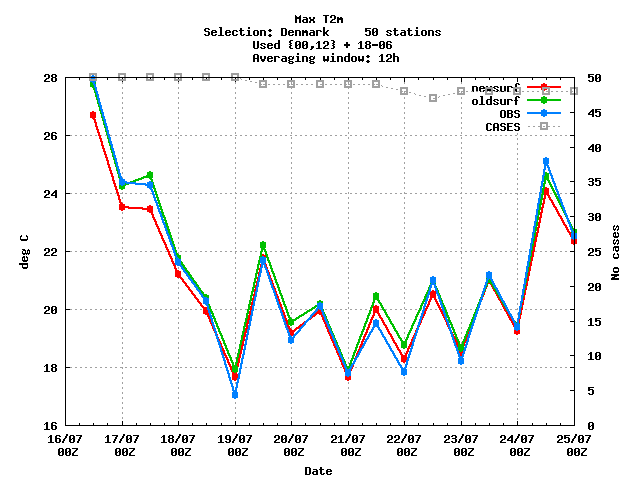 Max T2m
Selection: Denmark     50 stations
Used {00,12} + 18-06
Averaging window: 12h
28 50
newsurf
oldsurf
OBS
CASES
26
24
22
20
18
16
45
40
35
30
25
20
15
10
5
0
deg C
No cases
16/07 17/07 18/07 19/07 20/07 21/07 22/07 23/07 24/07 25/07
00Z 00Z 00Z 00Z 00Z 00Z 00Z 00Z 00Z 00Z
Date